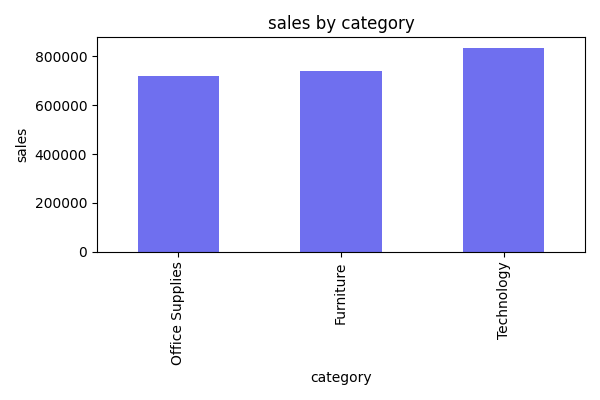 sales by category
800000
600000
400000
200000
0
sales
Office Supplies
Furniture
Technology
category